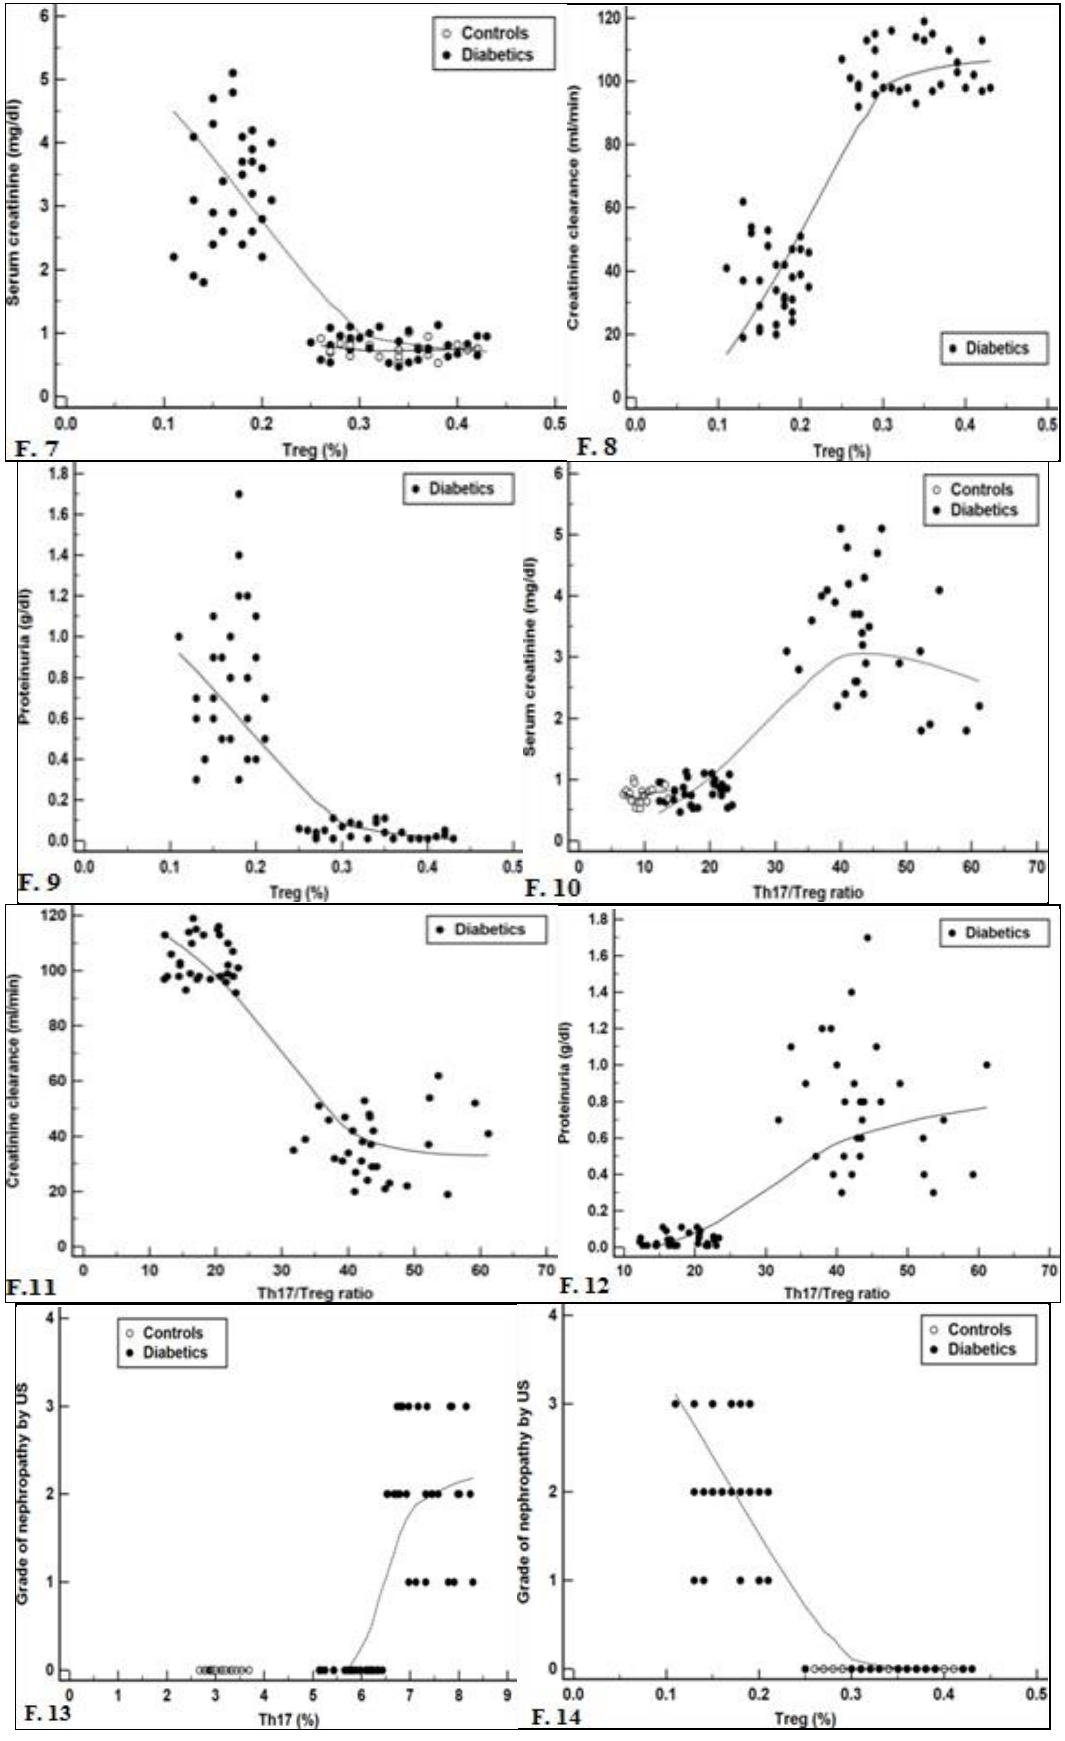 6
5
4
3
2
1
0
Serum creatinine (mg/dl)
Controls
Diabetics
0.0 0.1 0.2 0.3 0.4 0.5
Treg (%)
F. 7
120
100
80
60
40
20
0
Creatinine clearance (ml/min)
Diabetics
0.0 0.1 0.2 0.3 0.4 0.5
Treg (%)
F. 8
1.8
1.6
1.4
1.2
1.0
0.8
0.6
0.4
0.2
0.0
Proteinuria (g/dl)
Diabetics
0.0 0.1 0.2 0.3 0.4 0.5
Treg (%)
F. 9
6
5
4
3
2
1
0
Serum creatinine (mg/dl)
Controls
Diabetics
0 10 20 30 40 50 60 70
Th17/Treg ratio
F. 10
120
100
80
60
40
20
0
Creatinine clearance (ml/min)
Diabetics
0 10 20 30 40 50 60 70
Th17/Treg ratio
F.11
1.8
1.6
1.4
1.2
1.0
0.8
0.6
0.4
0.2
0.0
Proteinuria (g/dl)
Diabetics
10 20 30 40 50 60 70
Th17/Treg ratio
F. 12
4
3
2
1
0
Grade of nephropathy by US
Controls
Diabetics
0 1 2 3 4 5 6 7 8 9
Th17 (%)
F. 13
4
3
2
1
0
Grade of nephropathy by US
Controls
Diabetics
0.0 0.1 0.2 0.3 0.4 0.5
Treg (%)
F. 14